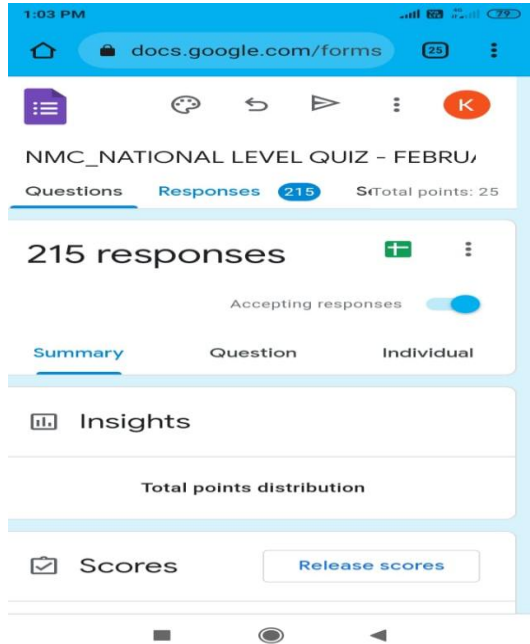 1:03 PM
79
docs.google.com/forms
25
K
NMC_NATIONAL LEVEL QUIZ - FEBRU
Questions Responses 215 S Total points: 25
215 responses
Accepting responses
Summary Question Individual
Insights
Total points distribution
Scores Release scores